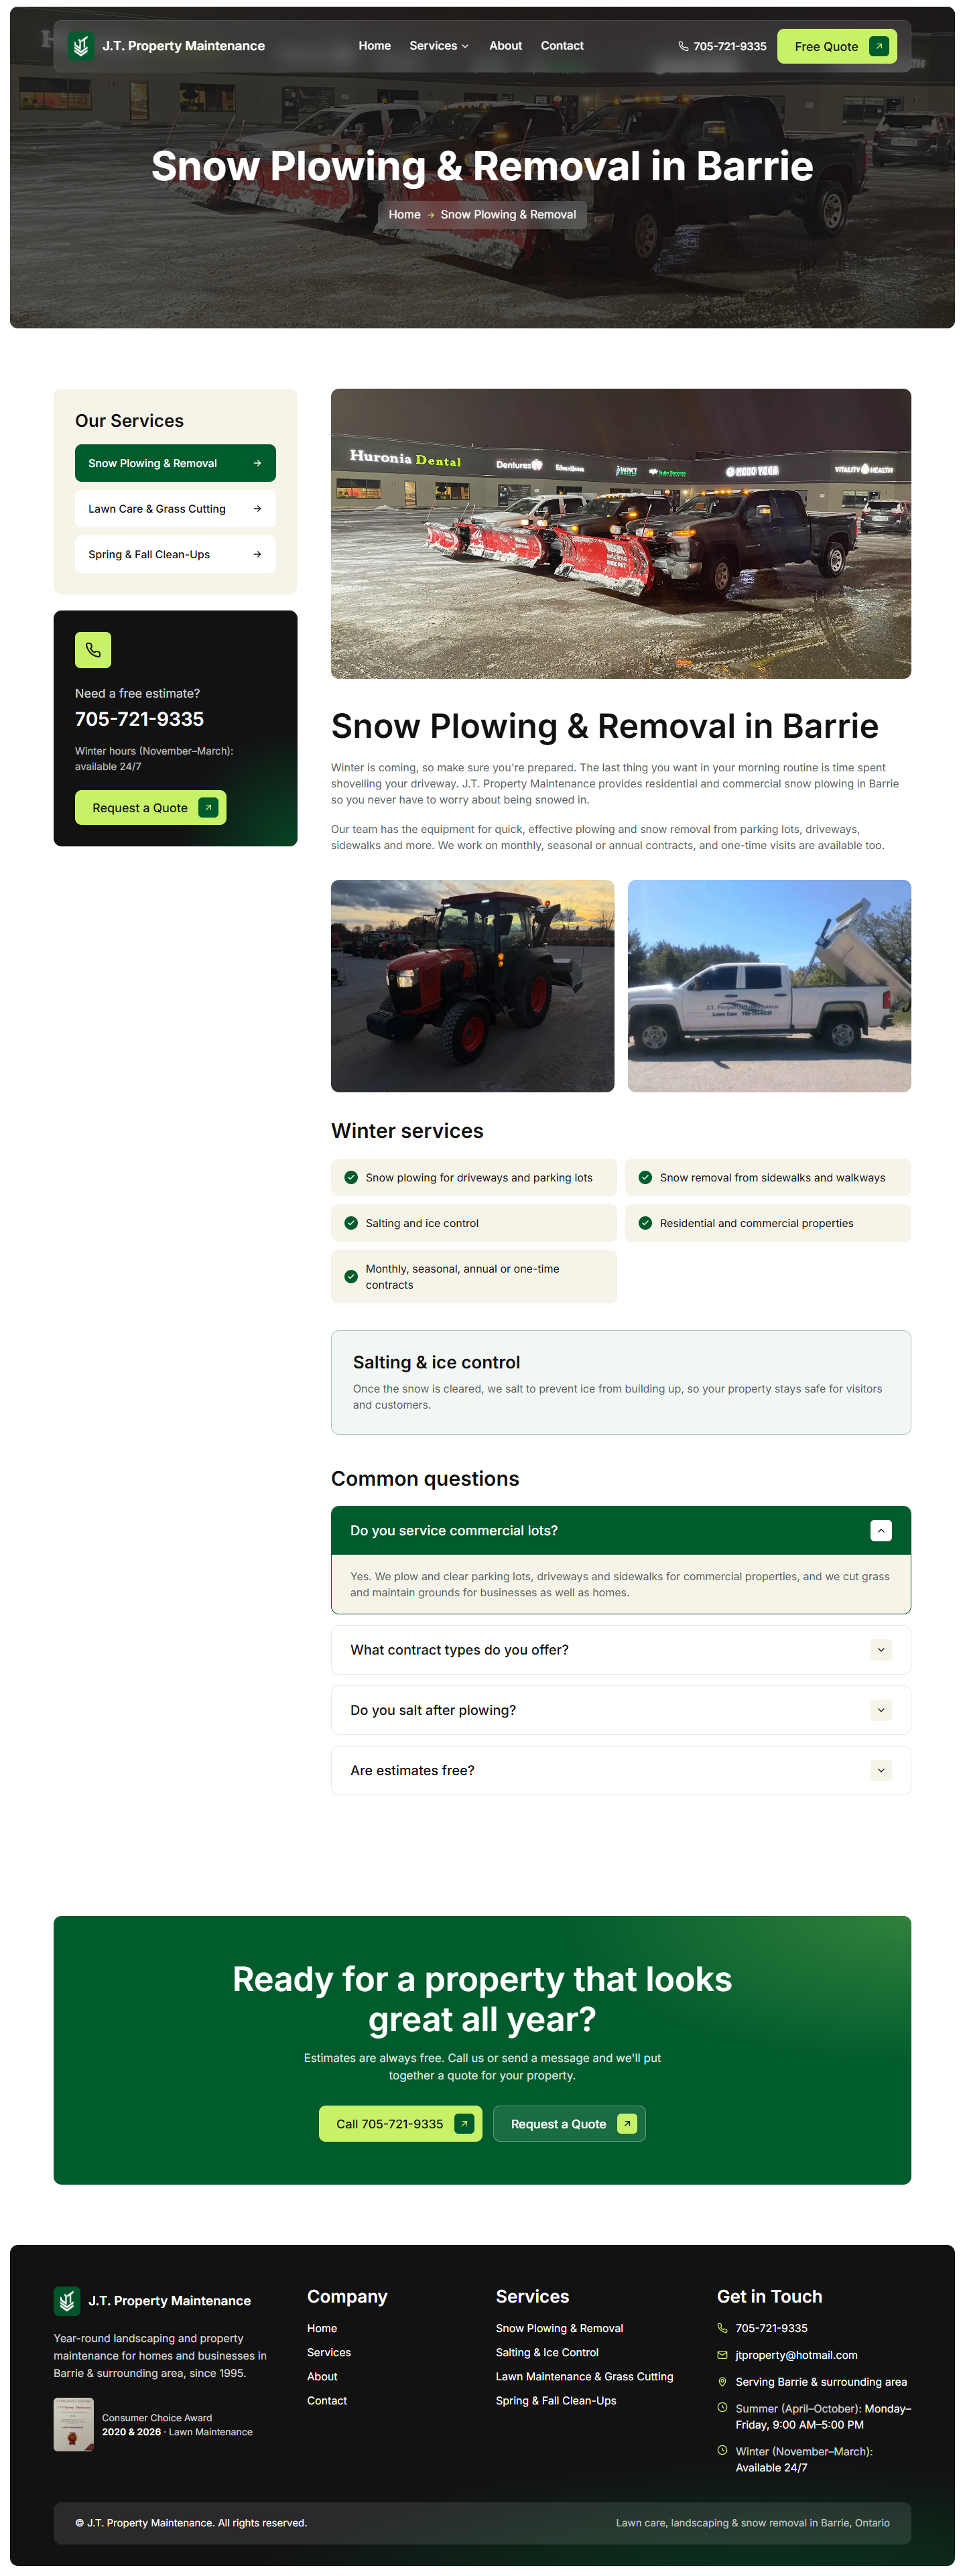 J.T. Property Maintenance
Home Services About Contact
705-721-9335
Free Quote
Snow Plowing & Removal in Barrie
Home → Snow Plowing & Removal
Our Services
Snow Plowing & Removal
Lawn Care & Grass Cutting
Spring & Fall Clean-Ups
Need a free estimate?
705-721-9335
Winter hours (November–March):
available 24/7
Request a Quote
Huronia Dental
Dentures
MOOD YOGA
VITALITY HEALTH
Snow Plowing & Removal in Barrie
Winter is coming, so make sure you're prepared. The last thing you want in your morning routine is time spent
shovelling your driveway. J.T. Property Maintenance provides residential and commercial snow plowing in Barrie
so you never have to worry about being snowed in.
Our team has the equipment for quick, effective plowing and snow removal from parking lots, driveways,
sidewalks and more. We work on monthly, seasonal or annual contracts, and one-time visits are available too.
J.T. Property Maintenance
Lawn Care
Winter services
Snow plowing for driveways and parking lots
Snow removal from sidewalks and walkways
Salting and ice control
Residential and commercial properties
Monthly, seasonal, annual or one-time
contracts
Salting & ice control
Once the snow is cleared, we salt to prevent ice from building up, so your property stays safe for visitors
and customers.
Common questions
Do you service commercial lots?
Yes. We plow and clear parking lots, driveways and sidewalks for commercial properties, and we cut grass
and maintain grounds for businesses as well as homes.
What contract types do you offer?
Do you salt after plowing?
Are estimates free?
Ready for a property that looks
great all year?
Estimates are always free. Call us or send a message and we'll put
together a quote for your property.
Call 705-721-9335
Request a Quote
J.T. Property Maintenance
Year-round landscaping and property
maintenance for homes and businesses in
Barrie & surrounding area, since 1995.
Consumer Choice Award
2020 & 2026 · Lawn Maintenance
Company
Home
Services
About
Contact
Services
Snow Plowing & Removal
Salting & Ice Control
Lawn Maintenance & Grass Cutting
Spring & Fall Clean-Ups
Get in Touch
705-721-9335
jtproperty@hotmail.com
Serving Barrie & surrounding area
Summer (April–October): Monday–
Friday, 9:00 AM–5:00 PM
Winter (November–March):
Available 24/7
© J.T. Property Maintenance. All rights reserved.
Lawn care, landscaping & snow removal in Barrie, Ontario